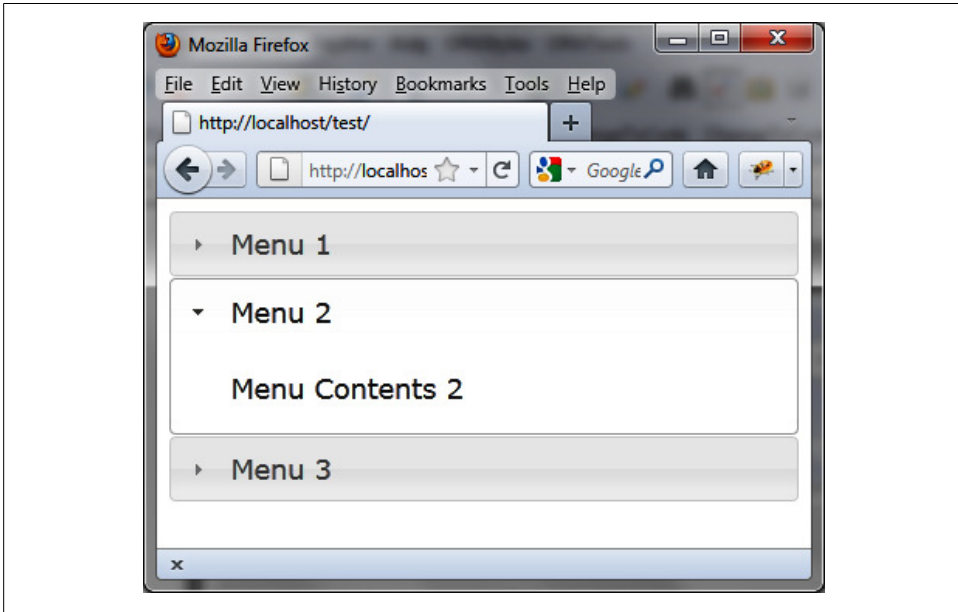 Mozilla Firefox
File Edit View History Bookmarks Tools Help
http://localhost/test/
http://localhos Google
Menu 1
Menu 2
Menu Contents 2
Menu 3
x